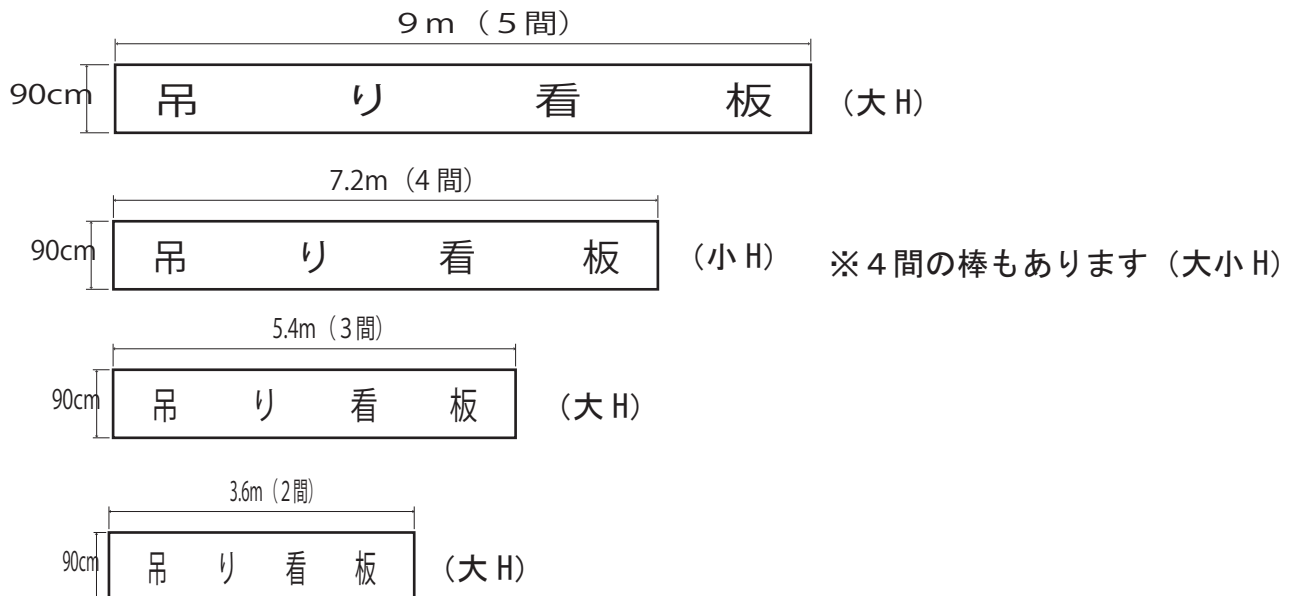 ９ｍ（５間）
90cm 吊り看板 （大H）
7.2m（4間）
90cm 吊り看板 （小H） ※４間の棒もあります（大小H）
5.4m（3間）
90cm 吊り看板 （大H）
3.6m（2間）
90cm 吊り看板 （大H）